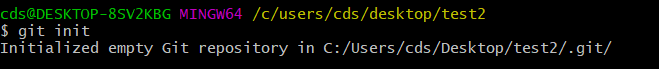 cds@DESKTOP-8SV2KBG MINGW64 /c/users/cds/desktop/test2
$ git init
Initialized empty Git repository in C:/Users/cds/Desktop/test2/.git/